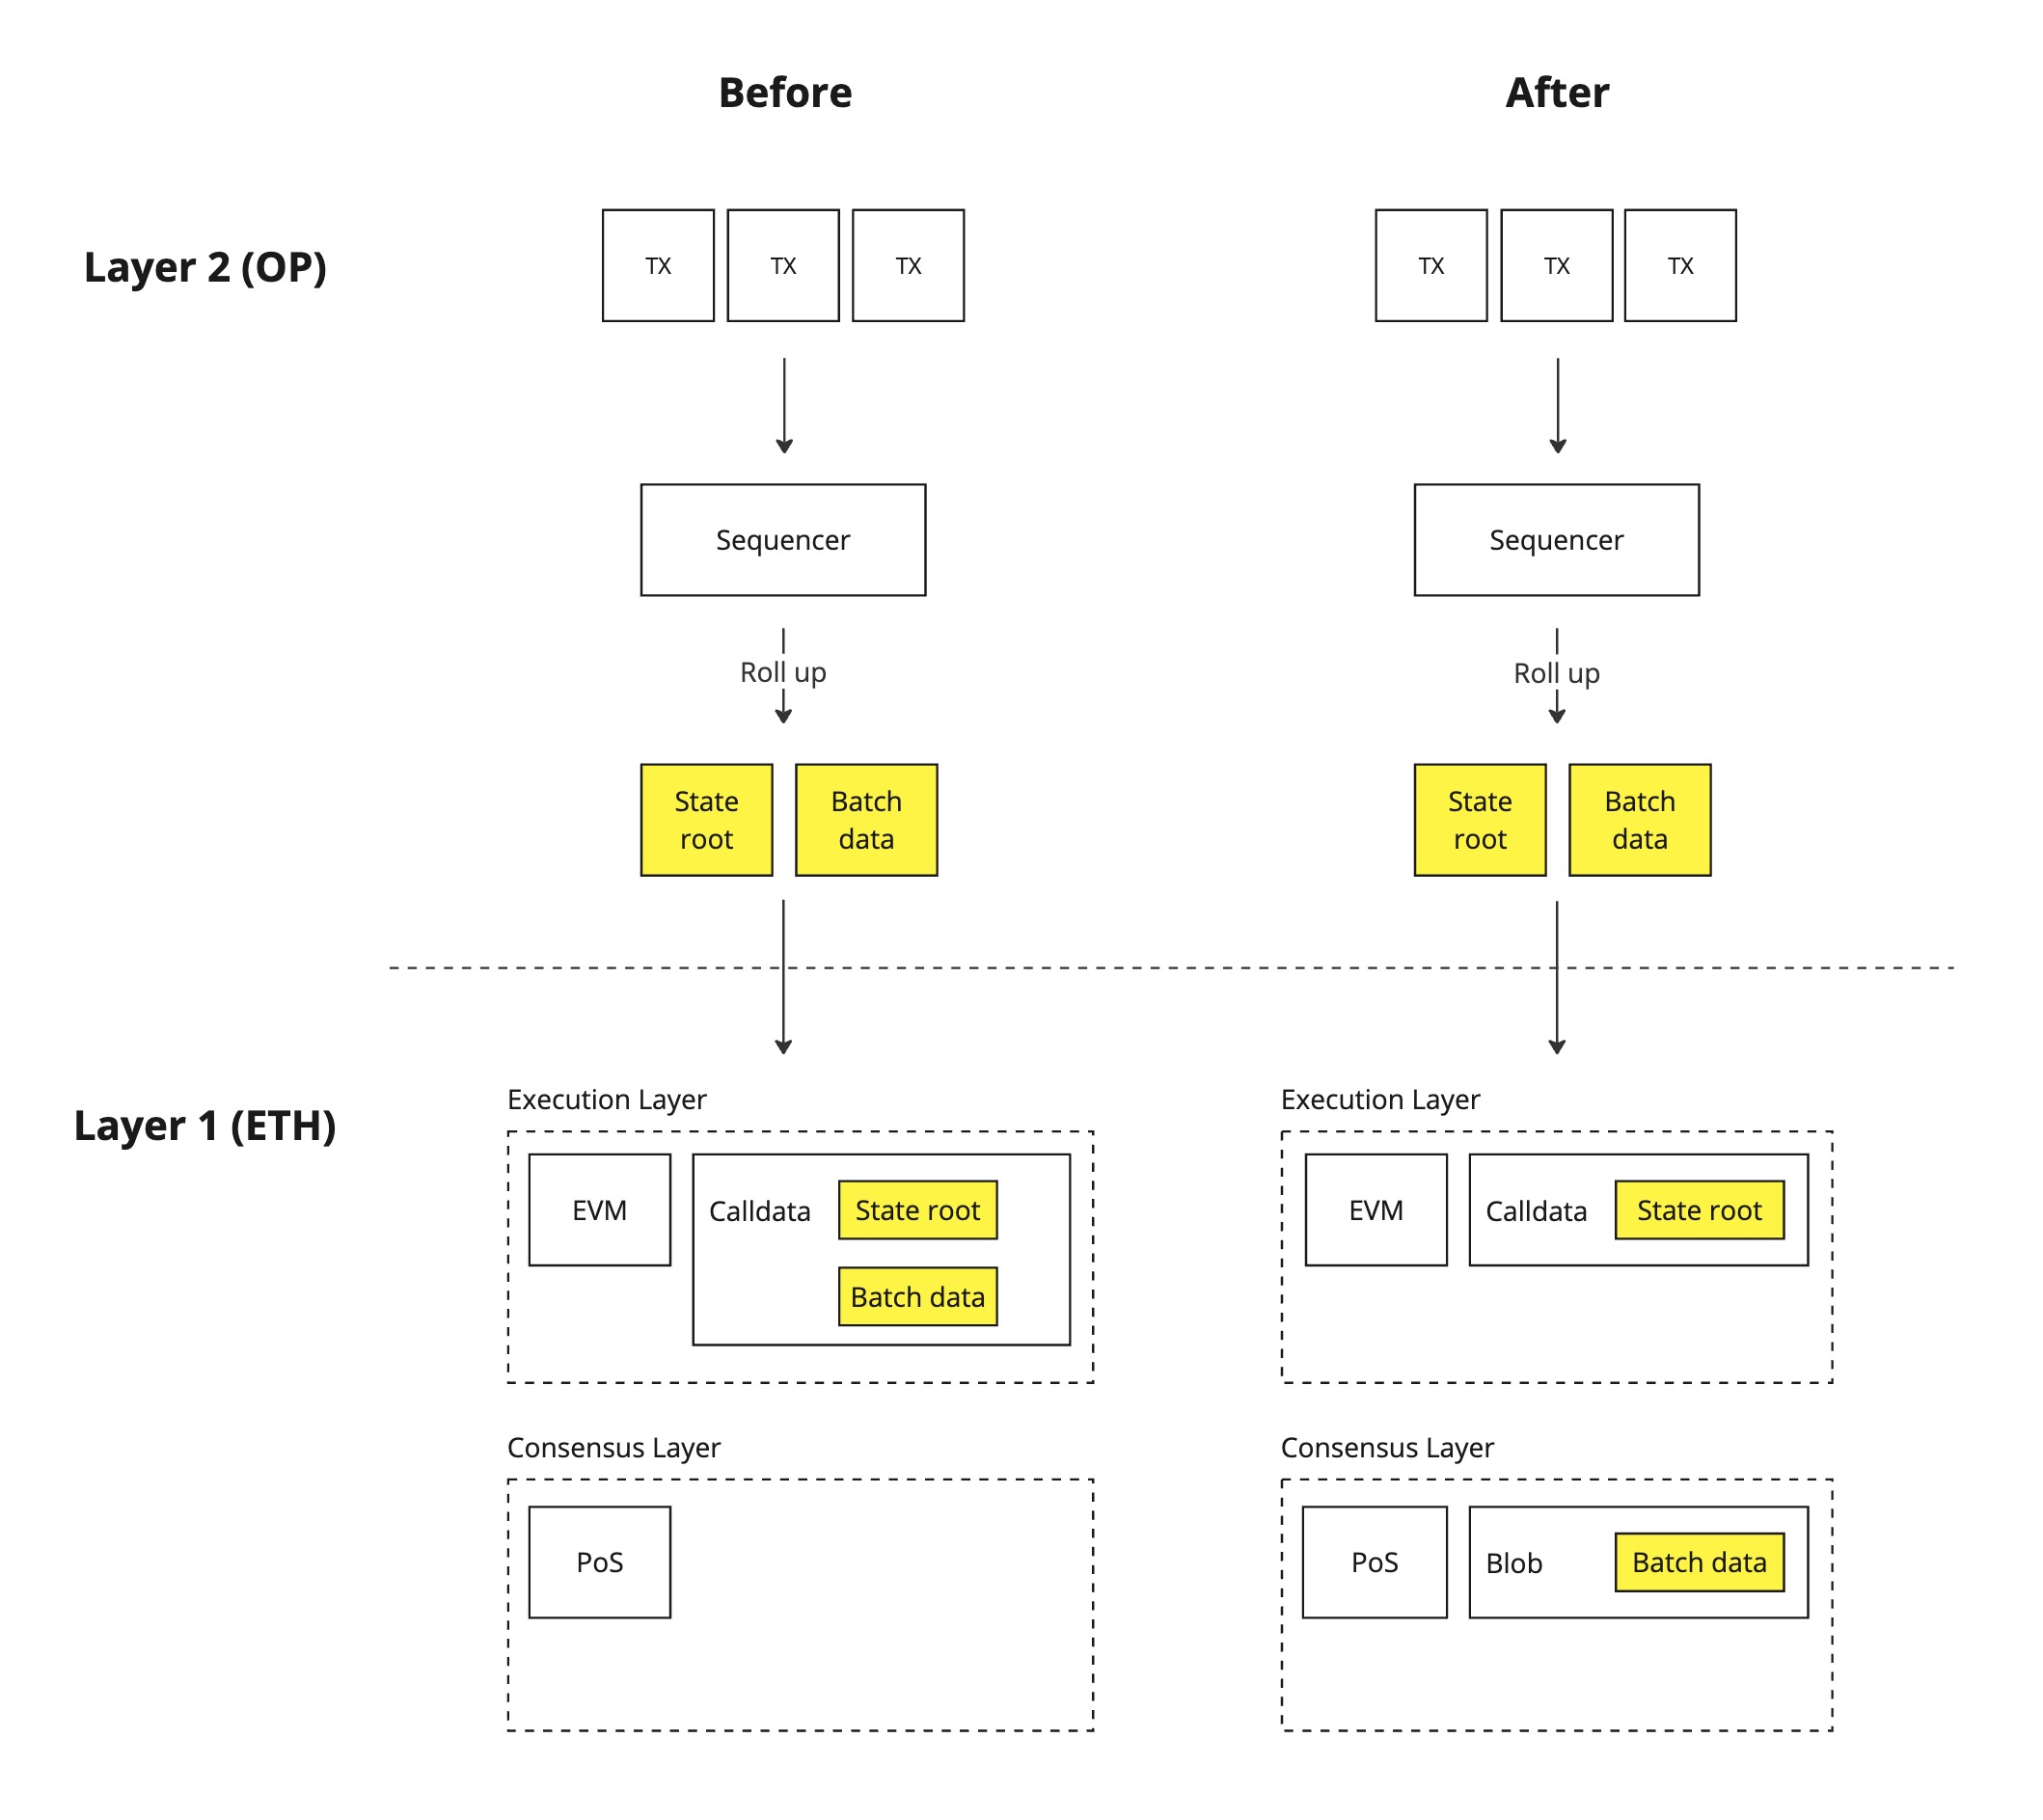 Before
After
Layer 2 (OP)
TX
TX
TX
TX
TX
TX
Sequencer
Sequencer
Roll up
Roll up
State
root
Batch
data
State
root
Batch
data
Layer 1 (ETH)
Execution Layer
EVM
Calldata
State root
Batch data
Execution Layer
EVM
Calldata
State root
Consensus Layer
PoS
Consensus Layer
PoS
Blob
Batch data